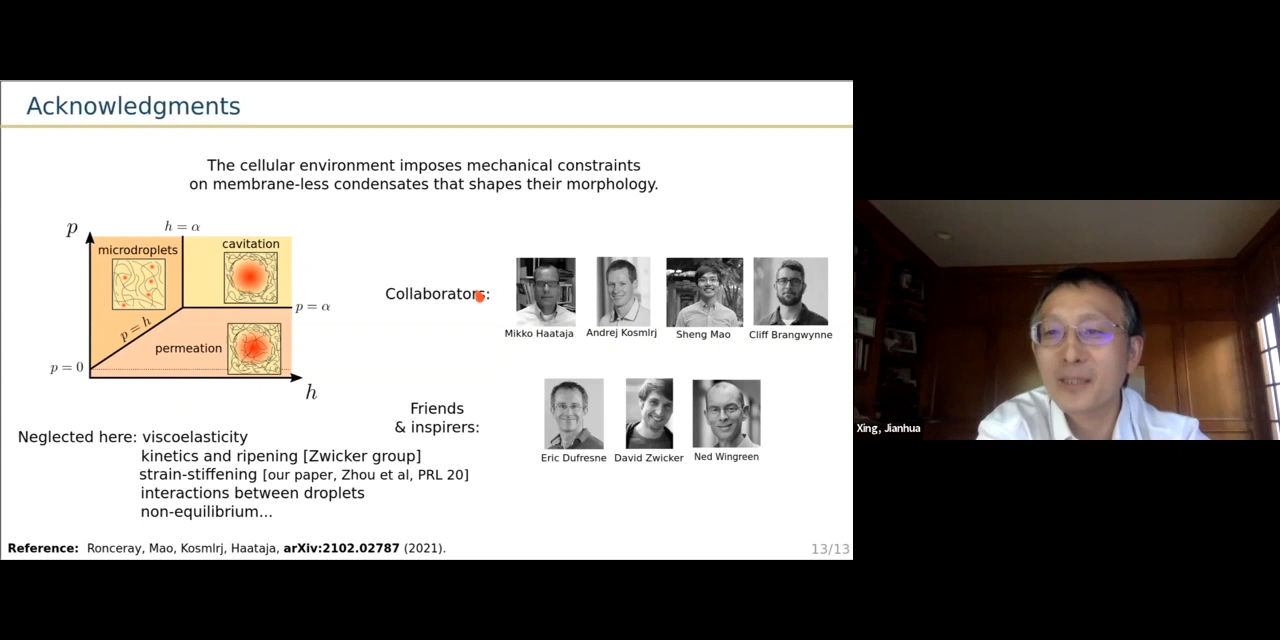 Acknowledgments
The cellular environment imposes mechanical constraints
on membrane-less condensates that shapes their morphology.
p
h = α
microdroplets
cavitation
p = α
p = h
permeation
p = 0
h
Collaborators:
Mikko Haataja
Andrej Kosmlrj
Sheng Mao
Cliff Brangwynne
Friends
& inspirers:
Eric Dufresne
David Zwicker
Ned Wingreen
Neglected here: viscoelasticity
kinetics and ripening [Zwicker group]
strain-stiffening [our paper, Zhou et al, PRL 20]
interactions between droplets
non-equilibrium...
Reference: Ronceray, Mao, Kosmlrj, Haataja, arXiv:2102.02787 (2021).
13/13
Xing, Jianhua